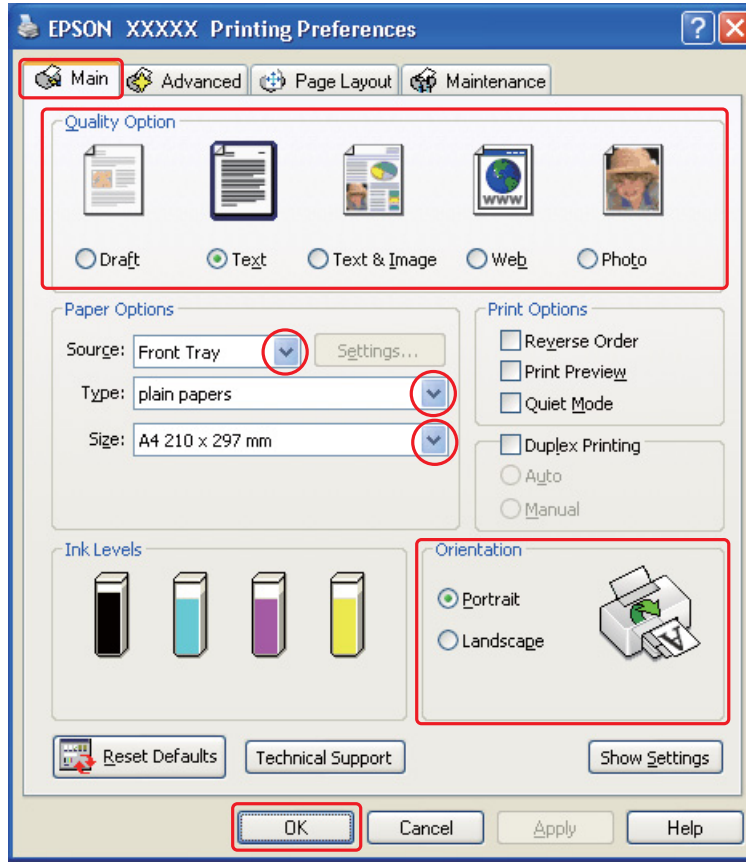 EPSON XXXXX Printing Preferences
Main Advanced Page Layout Maintenance
Quality Option
WWW
Draft Text Text & Image Web Photo
Paper Options
Source: Front Tray Settings...
Type: plain papers
Size: A4 210 x 297 mm
Print Options
Reverse Order
Print Preview
Quiet Mode
Duplex Printing
Auto
Manual
Ink Levels
Orientation
Portrait
Landscape
A
Reset Defaults Technical Support Show Settings
OK Cancel Apply Help